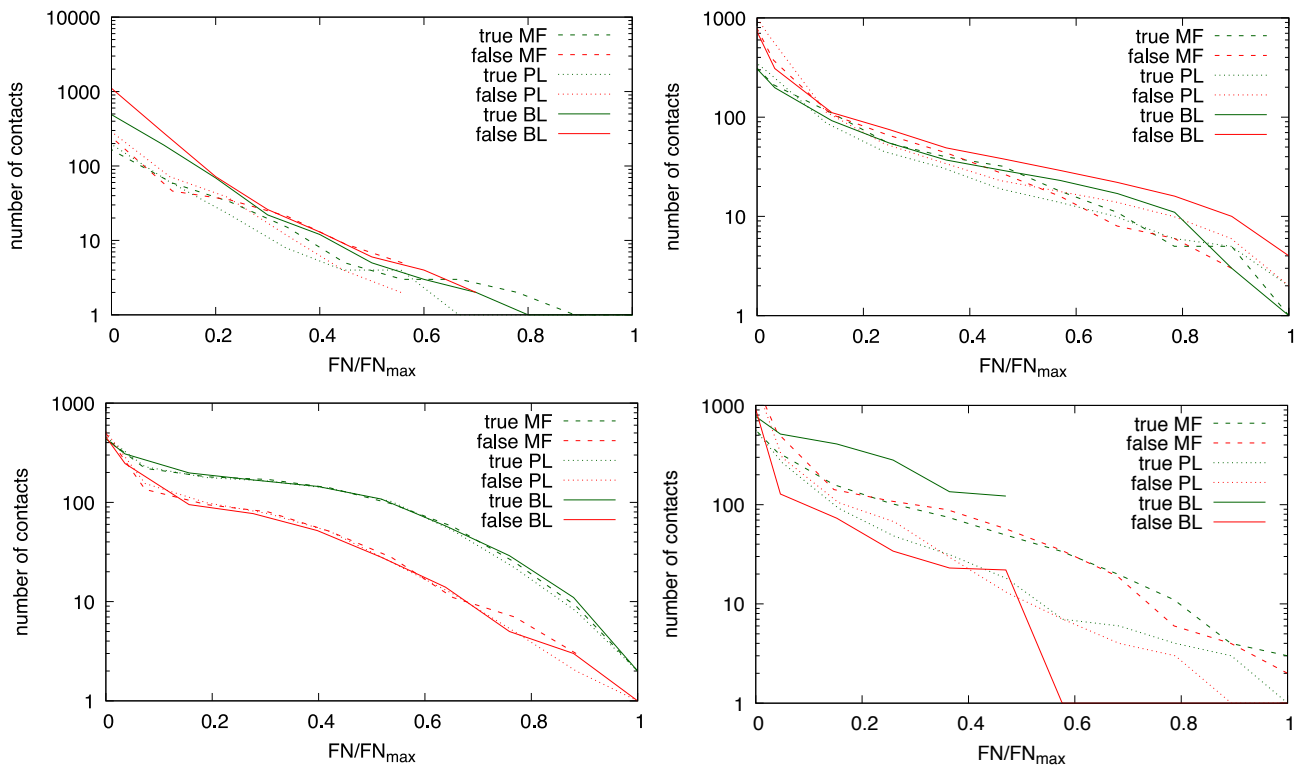 10000
1000
100
10
1
0
0.2
0.4
0.6
0.8
1
number of contacts
FN/FNmax
true MF
false MF
true PL
false PL
true BL
false BL
1000
100
10
1
0
0.2
0.4
0.6
0.8
1
number of contacts
FN/FNmax
true MF
false MF
true PL
false PL
true BL
false BL
1000
100
10
1
0
0.2
0.4
0.6
0.8
1
number of contacts
FN/FNmax
true MF
false MF
true PL
false PL
true BL
false BL
1000
100
10
1
0
0.2
0.4
0.6
0.8
1
number of contacts
FN/FNmax
true MF
false MF
true PL
false PL
true BL
false BL